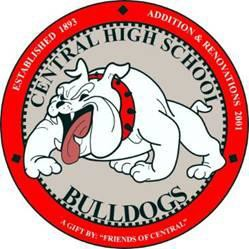 ESTABLISHED 1893
ADDITION & RENOVATIONS 2001
CENTRAL HIGH SCHOOL
BULLDOGS
A GIFT BY: "FRIENDS OF CENTRAL"